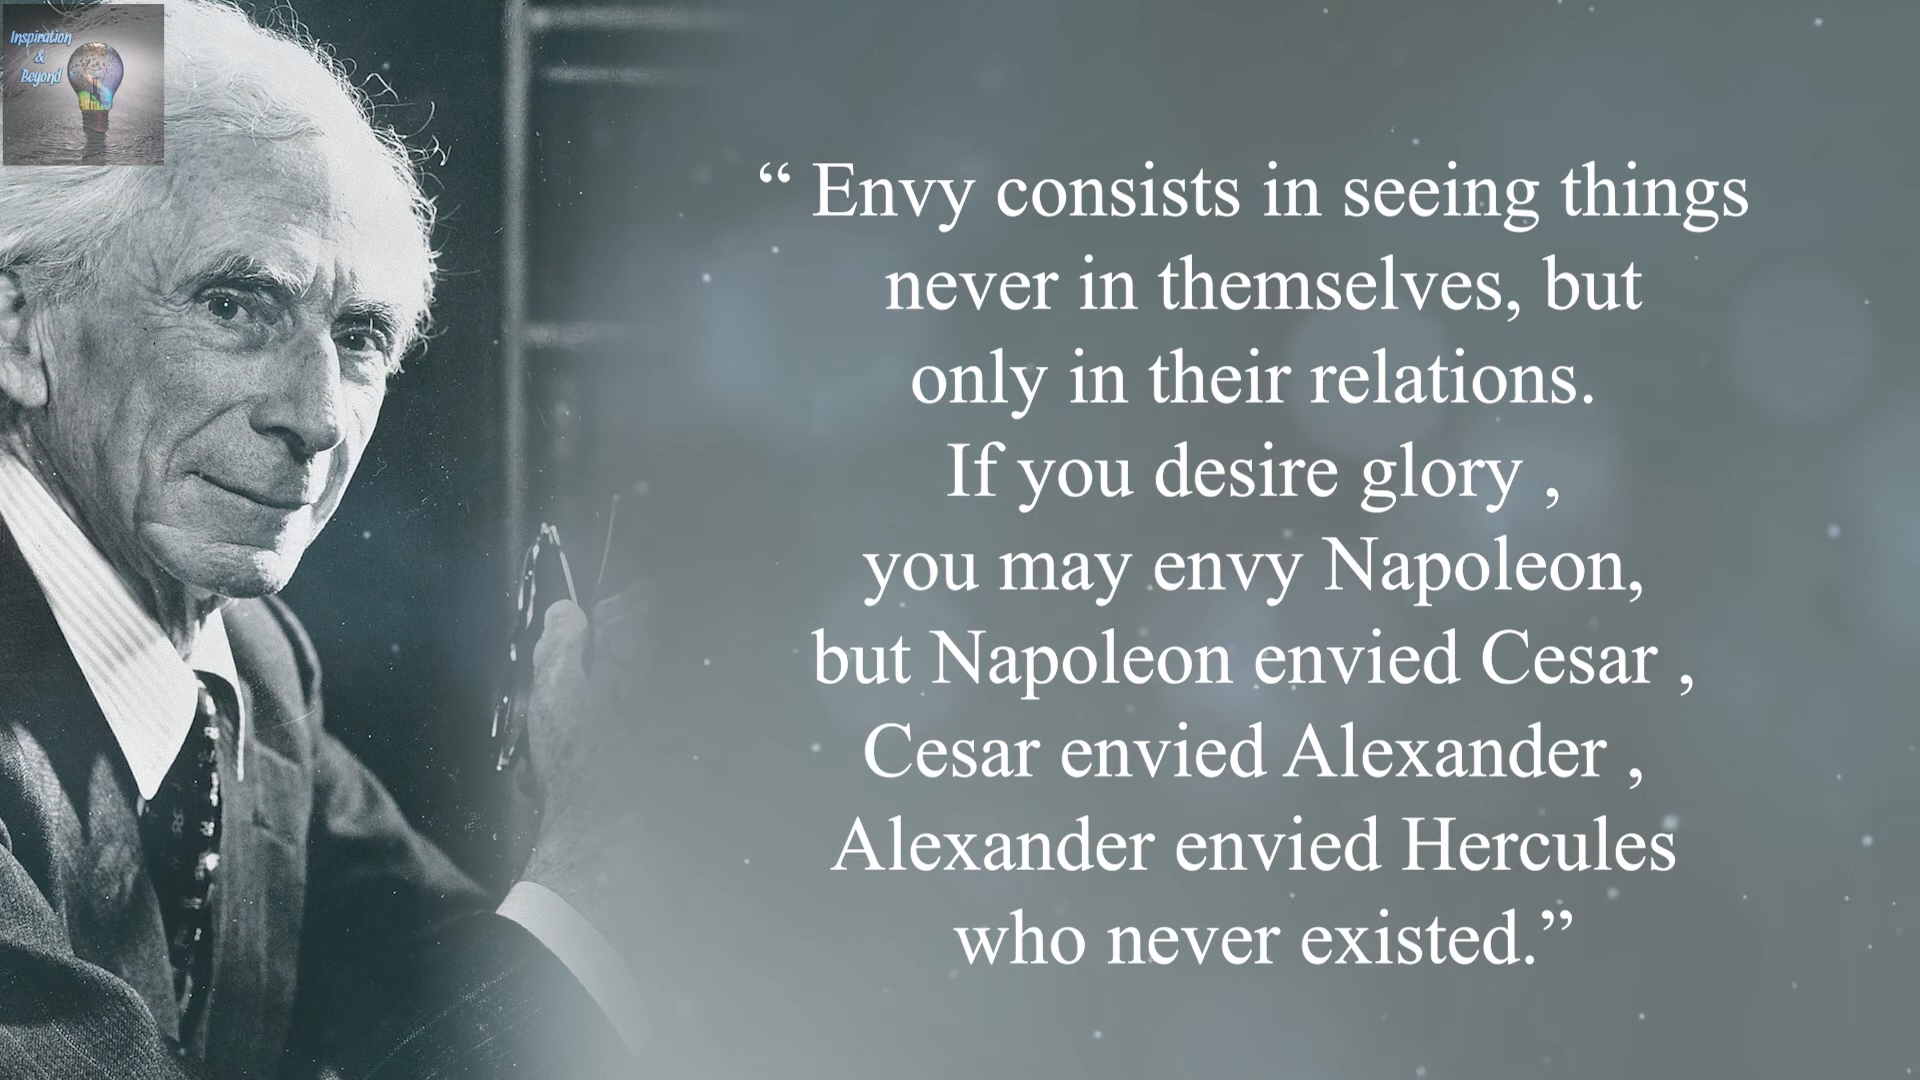 Inspiration
&
Beyond
“ Envy consists in seeing things
never in themselves, but
only in their relations.
If you desire glory ,
you may envy Napoleon,
but Napoleon envied Cesar ,
Cesar envied Alexander ,
Alexander envied Hercules
who never existed.”